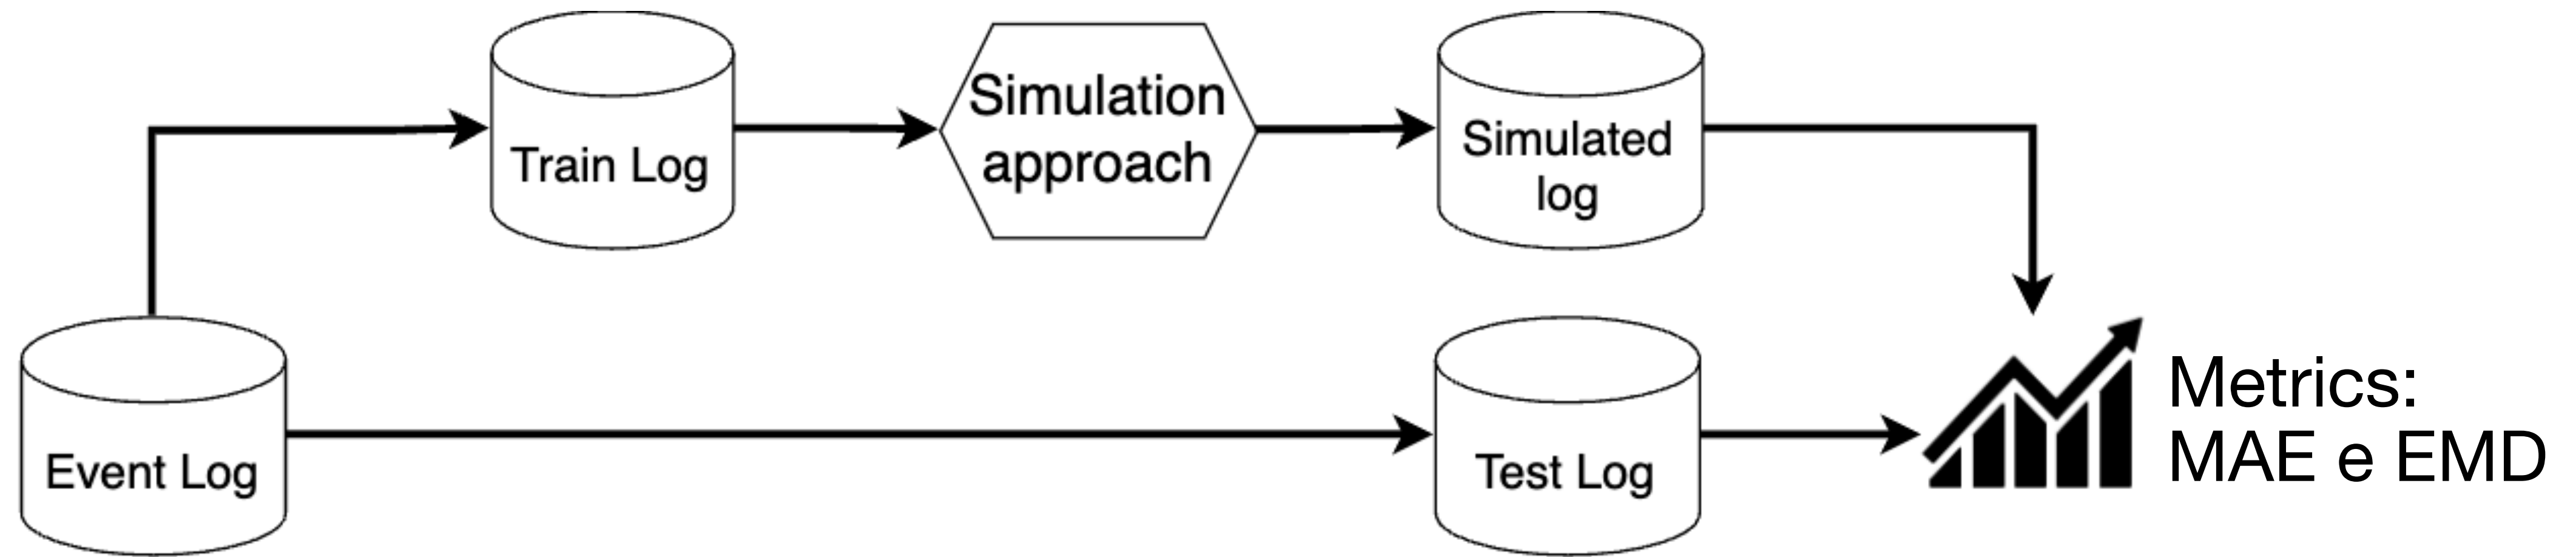 Train Log
Simulation
approach
Simulated
log
Event Log
Test Log
Metrics:
MAE e EMD